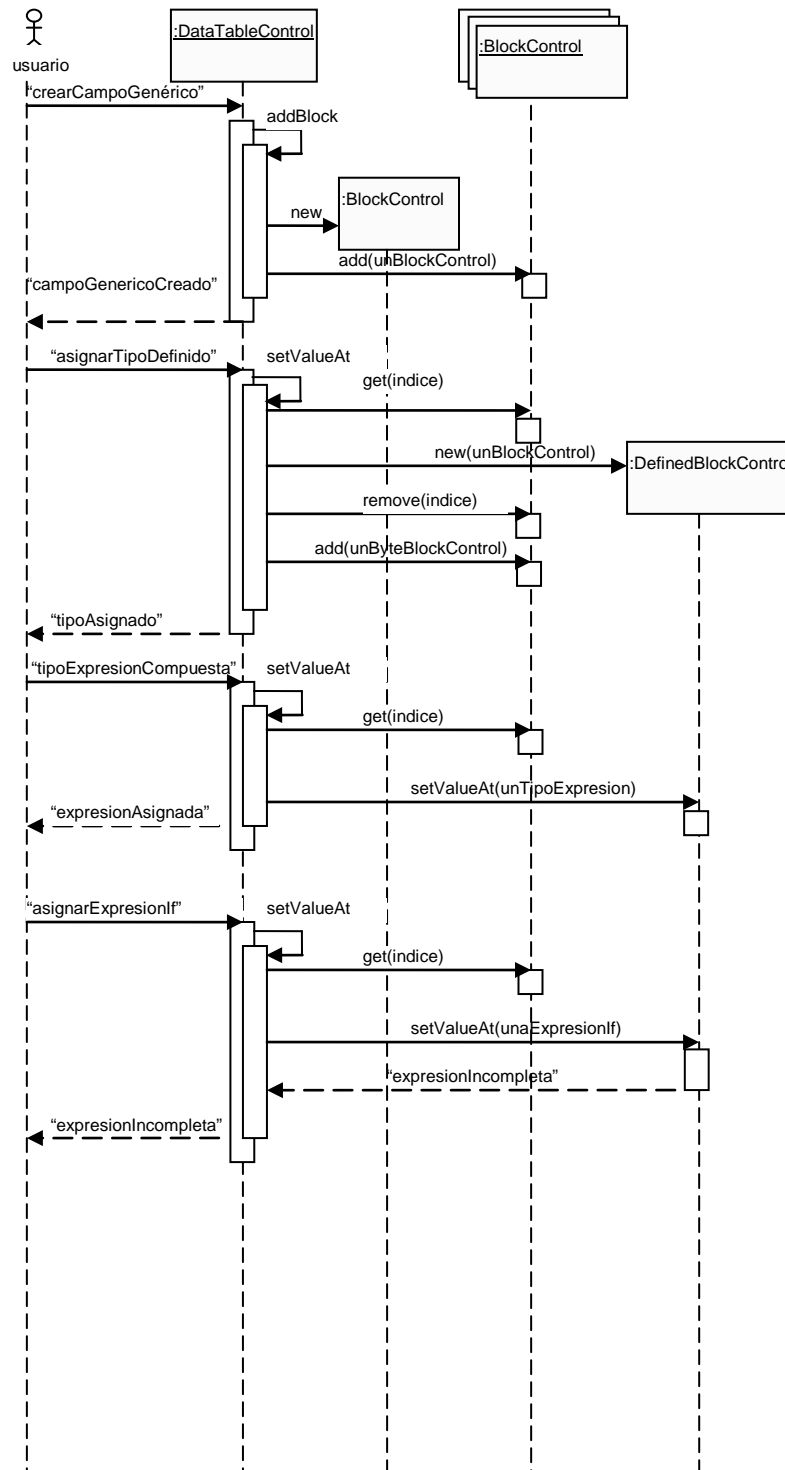 usuario
:DataTableControl
:BlockControl
“crearCampoGenérico”
addBlock
new
:BlockControl
add(unBlockControl)
“campoGenericoCreado”
“asignarTipoDefinido”
setValueAt
get(indice)
new(unBlockControl)
:DefinedBlockContro
remove(indice)
add(unByteBlockControl)
“tipoAsignado”
“tipoExpresionCompuesta”
setValueAt
get(indice)
setValueAt(unTipoExpresion)
“expresionAsignada”
“asignarExpresionIf”
setValueAt
get(indice)
setValueAt(unaExpresionIf)
“expresionIncompleta”
“expresionIncompleta”